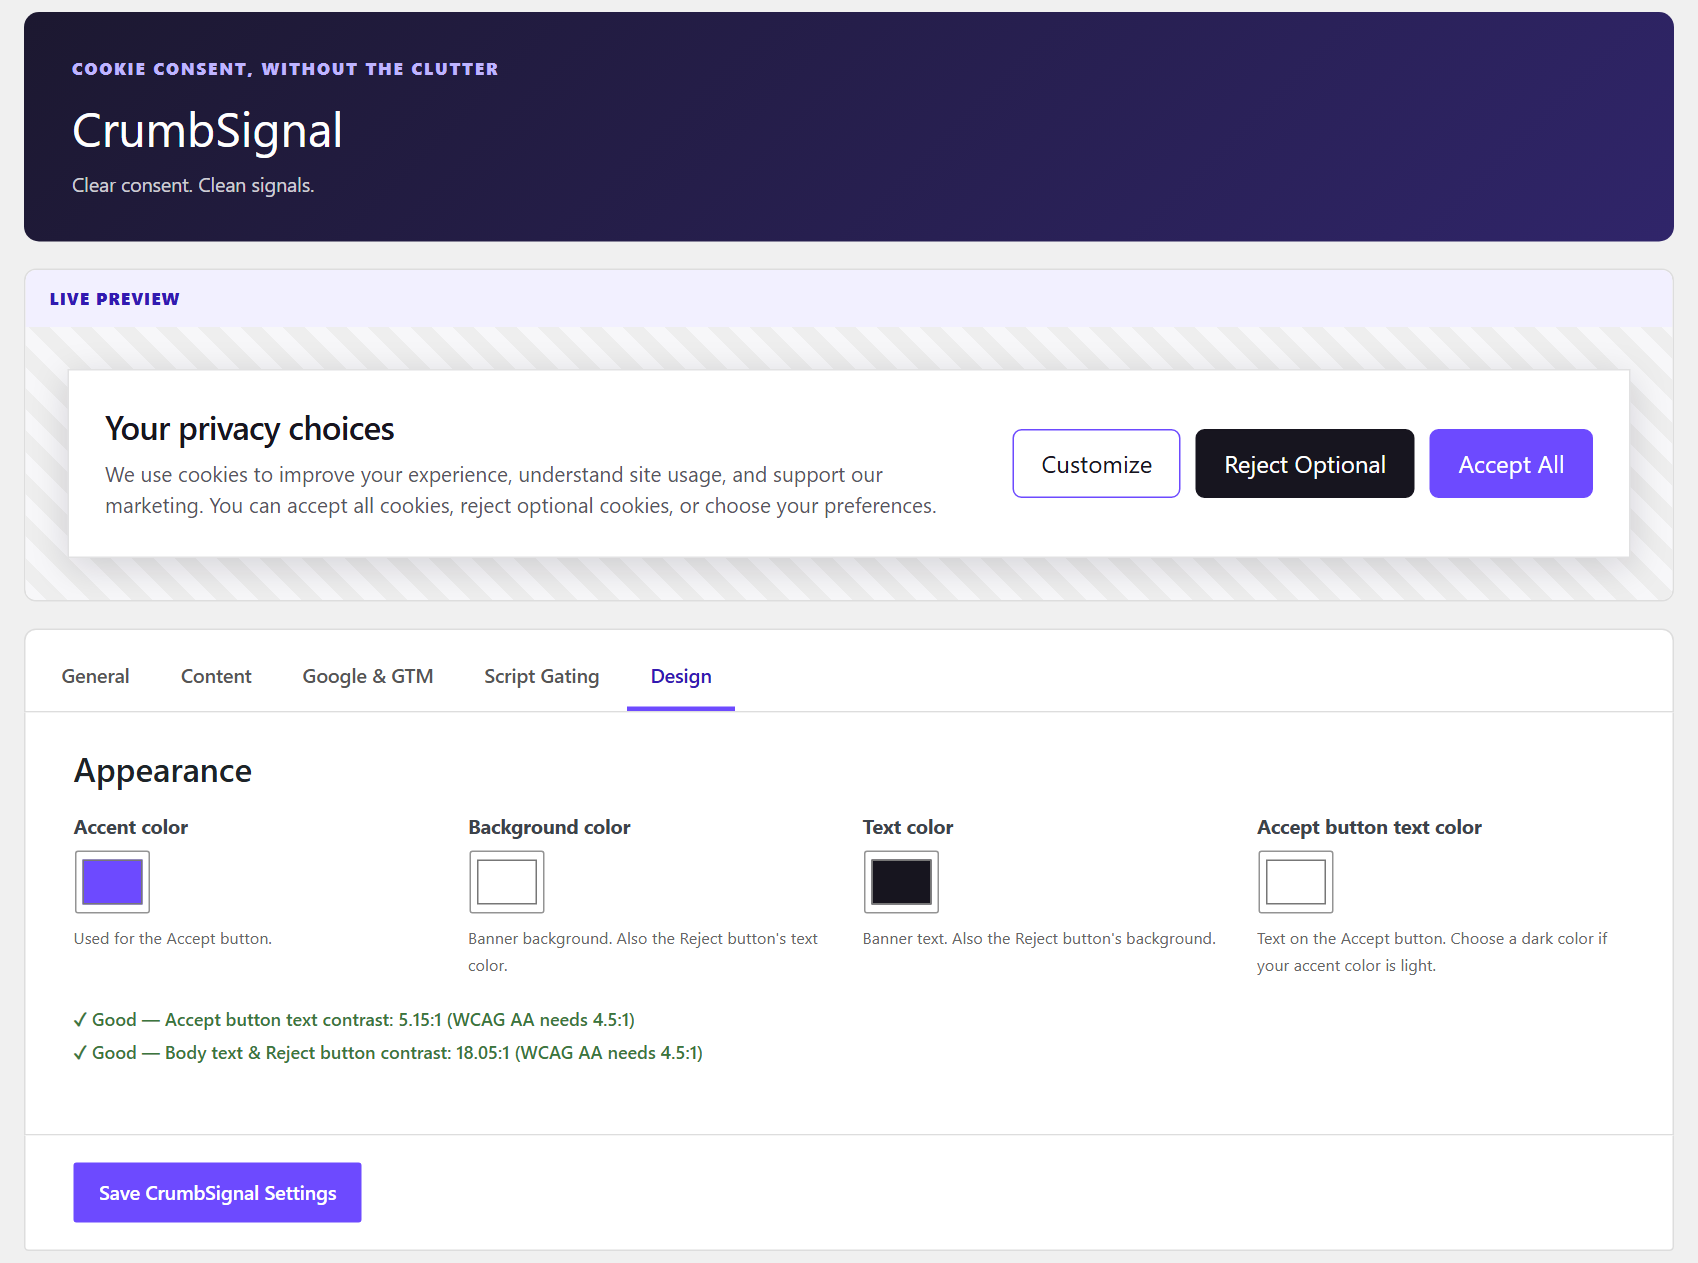 COOKIE CONSENT, WITHOUT THE CLUTTER
CrumbSignal
Clear consent. Clean signals.
LIVE PREVIEW
Your privacy choices
We use cookies to improve your experience, understand site usage, and support our
marketing. You can accept all cookies, reject optional cookies, or choose your preferences.
Customize
Reject Optional
Accept All
General
Content
Google & GTM
Script Gating
Design
Appearance
Accent color
Used for the Accept button.
Background color
Banner background. Also the Reject button's text
color.
Text color
Banner text. Also the Reject button's background.
Accept button text color
Text on the Accept button. Choose a dark color if
your accent color is light.
✓ Good — Accept button text contrast: 5.15:1 (WCAG AA needs 4.5:1)
✓ Good — Body text & Reject button contrast: 18.05:1 (WCAG AA needs 4.5:1)
Save CrumbSignal Settings